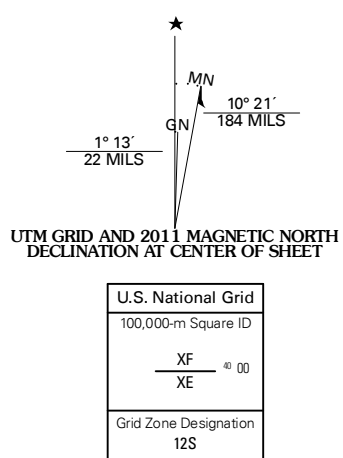 ★
MN
GN
10° 21´
184 MILS
1° 13´
22 MILS
UTM GRID AND 2011 MAGNETIC NORTH
DECLINATION AT CENTER OF SHEET
U.S. National Grid
100,000-m Square ID
XF
40 00
XE
Grid Zone Designation
12S